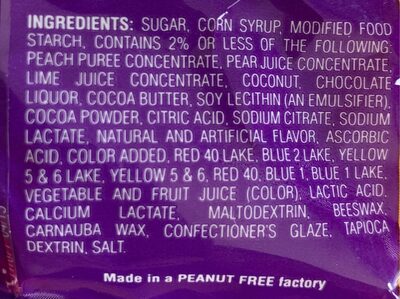 INGREDIENTS: SUGAR, CORN SYRUP, MODIFIED FOOD
STARCH, CONTAINS 2% OR LESS OF THE FOLLOWING:
PEACH PUREE CONCENTRATE, PEAR JUICE CONCENTRATE,
LIME JUICE CONCENTRATE, COCONUT, CHOCOLATE
LIQUOR, COCOA BUTTER, SOY LECITHIN (AN EMULSIFIER),
COCOA POWDER, CITRIC ACID, SODIUM CITRATE, SODIUM
LACTATE, NATURAL AND ARTIFICIAL FLAVOR, ASCORBIC
ACID, COLOR ADDED, RED 40 LAKE, BLUE 2 LAKE, YELLOW
5 & 6 LAKE, YELLOW 5 & 6, RED 40, BLUE 1, BLUE 1 LAKE,
VEGETABLE AND FRUIT JUICE (COLOR), LACTIC ACID,
CALCIUM LACTATE, MALTODEXTRIN, BEESWAX,
CARNAUBA WAX, CONFECTIONER'S GLAZE, TAPIOCA
DEXTRIN, SALT.
Made in a PEANUT FREE factory